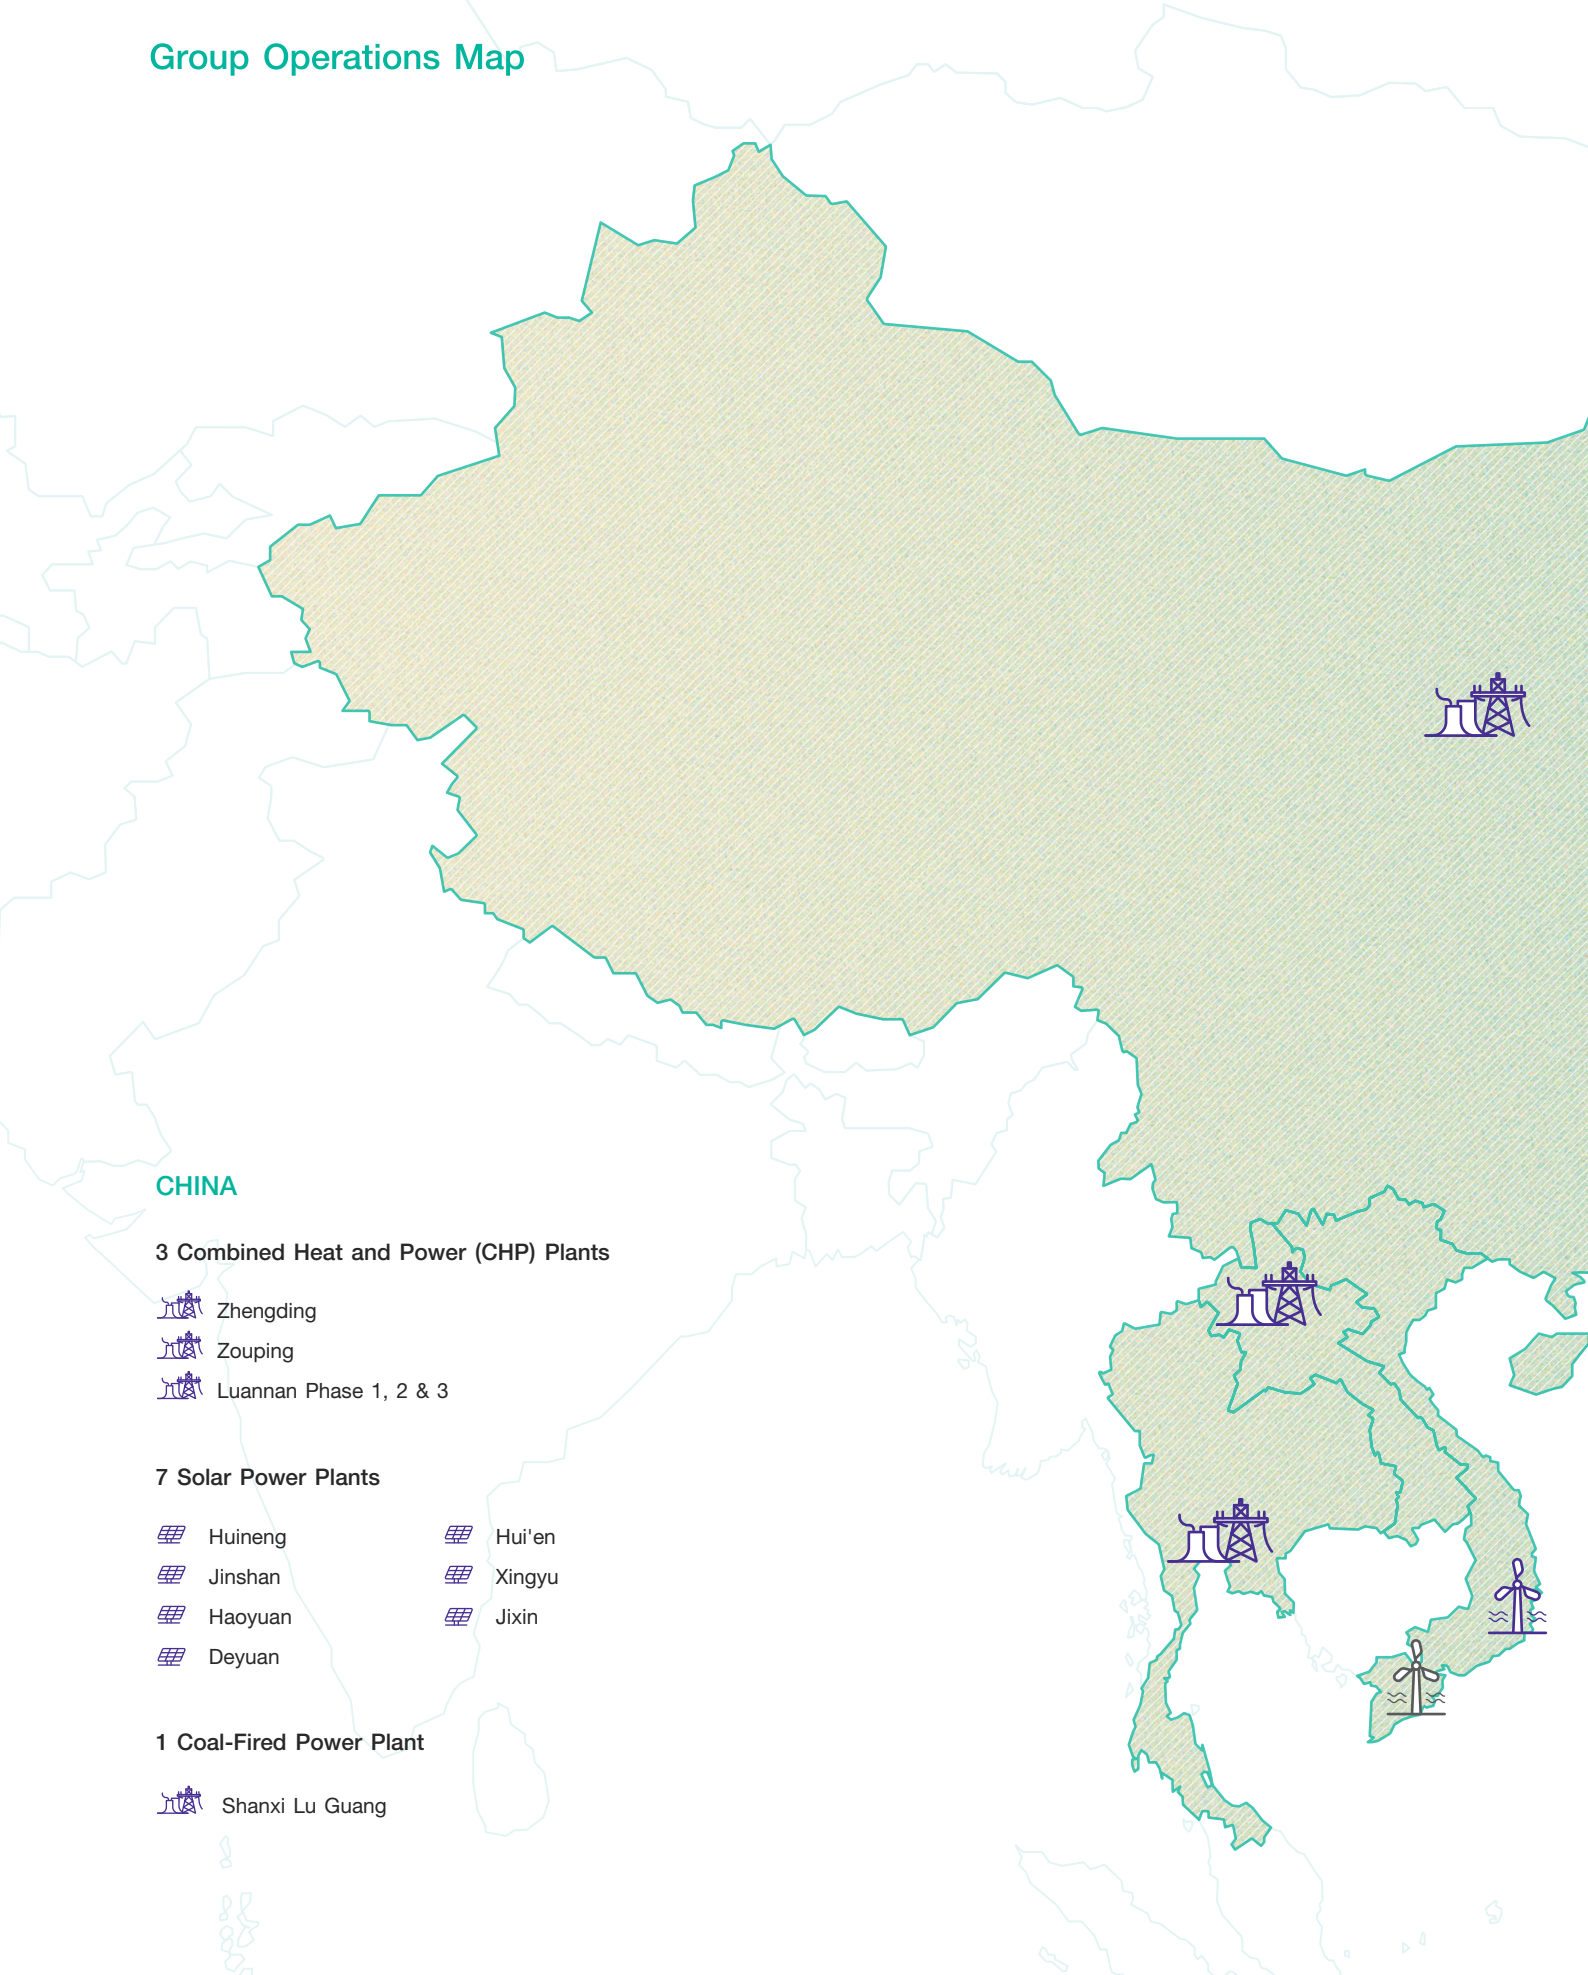 Group Operations Map
CHINA
3 Combined Heat and Power (CHP) Plants
Zhengding
Zouping
Luannan Phase 1, 2 & 3
7 Solar Power Plants
Huineng
Jinshan
Haoyuan
Deyuan
Hui'en
Xingyu
Jixin
1 Coal-Fired Power Plant
Shanxi Lu Guang